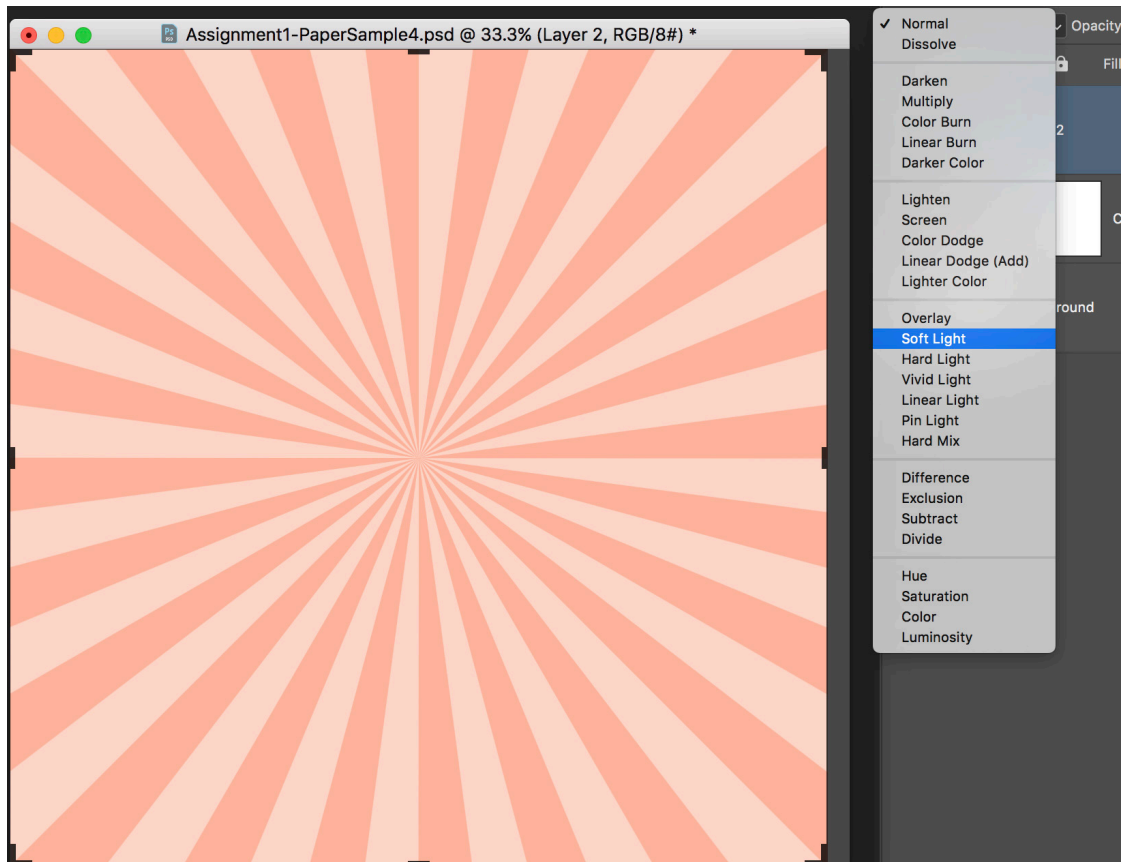 Assignment1-PaperSample4.psd @ 33.3% (Layer 2, RGB/8#) *
✓ Normal
Dissolve
Darken
Multiply
Color Burn
Linear Burn
Darker Color
Lighten
Screen
Color Dodge
Linear Dodge (Add)
Lighter Color
Overlay
Soft Light
Hard Light
Vivid Light
Linear Light
Pin Light
Hard Mix
Difference
Exclusion
Subtract
Divide
Hue
Saturation
Color
Luminosity
Opacity
Fill
2
C
round